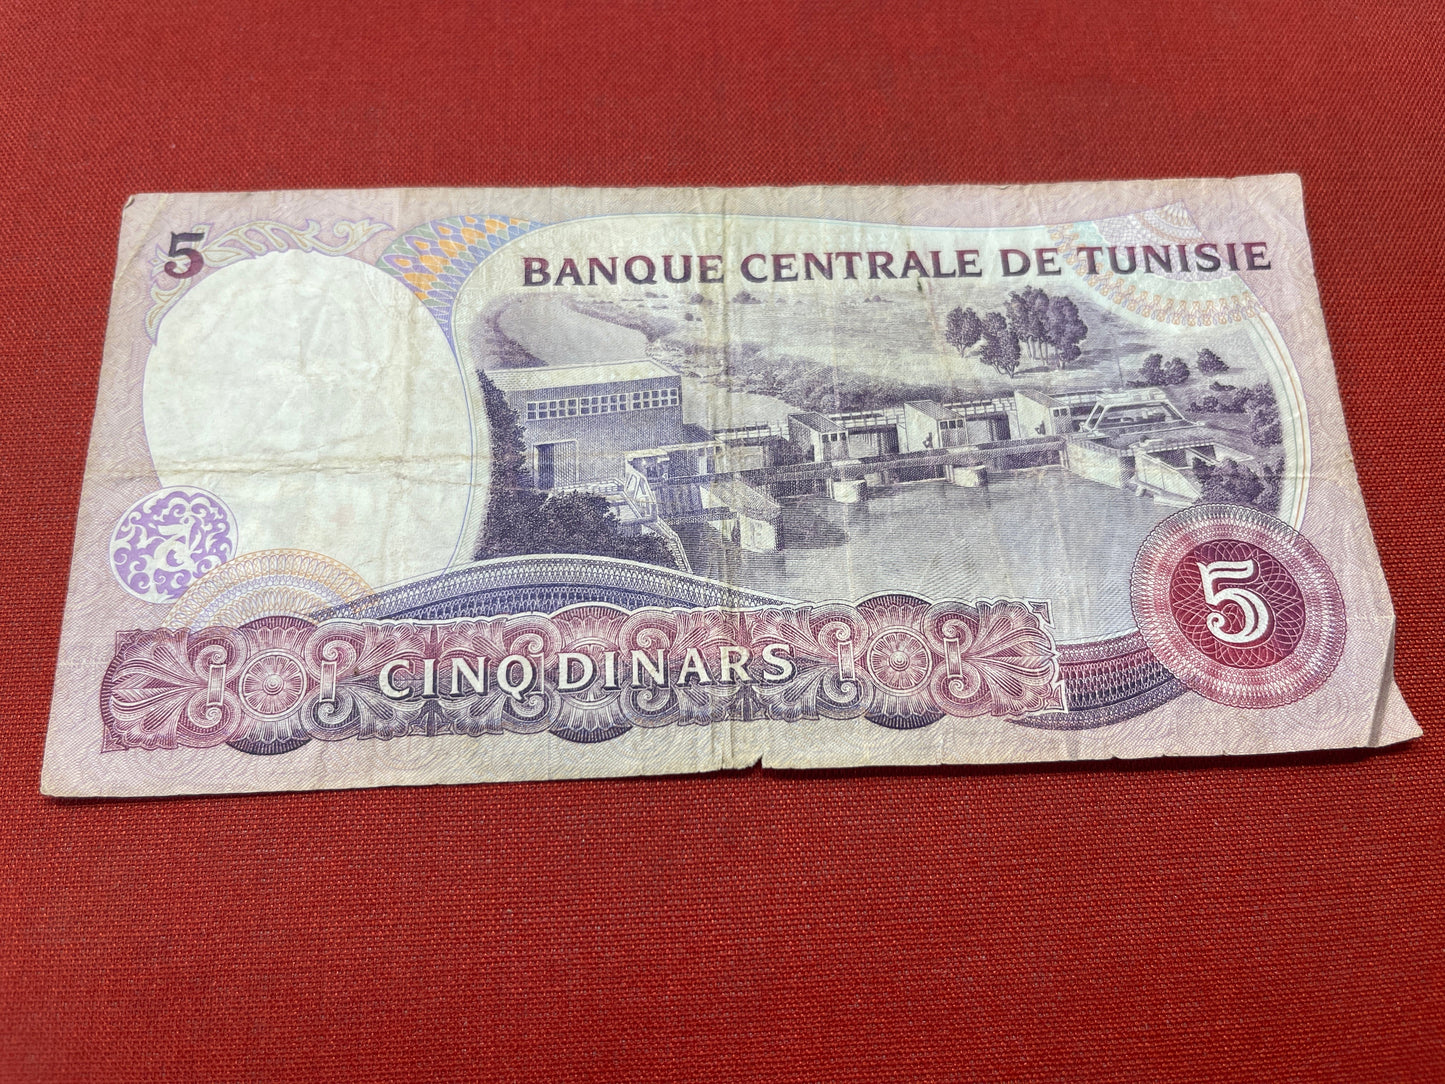 5
BANQUE CENTRALE DE TUNISIE
5
CINQ DINARS